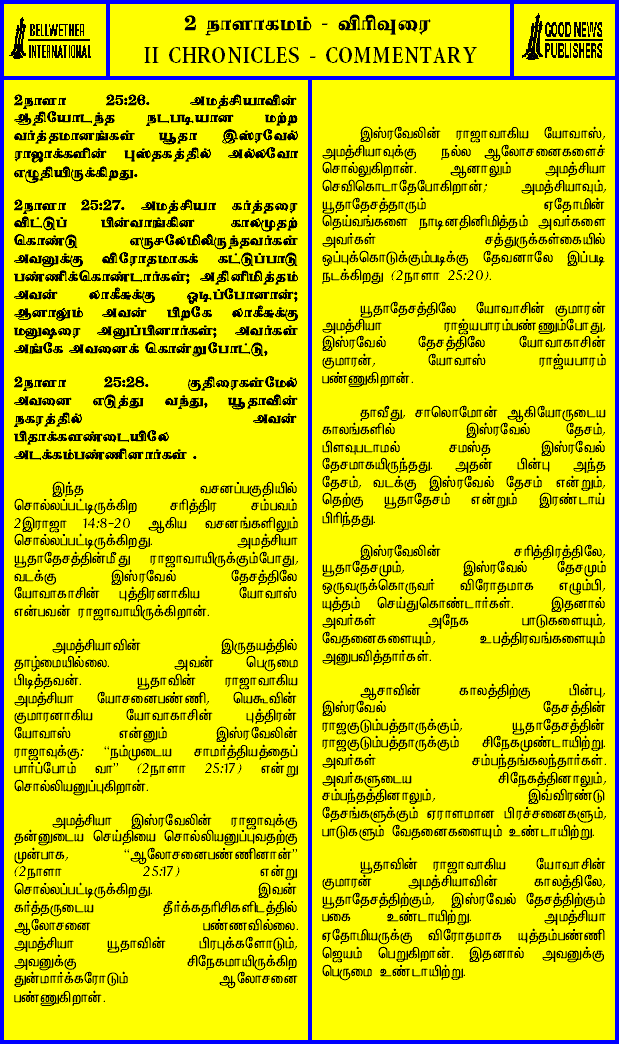 BELLWETHER
INTERNATIONAL
2 நாளாகமம் - விரிவுரை
II CHRONICLES - COMMENTARY
GOOD NEWS
PUBLISHERS
2நாளா 25:26. அமத்சியாவின்
ஆதியோடந்த நடபடியான மற்ற
வர்த்தமானங்கள் யூதா இஸ்ரவேல்
ராஜாக்களின் புஸ்தகத்தில் அல்லவோ
எழுதியிருக்கிறது.
2நாளா 25:27. அமத்சியா கர்த்தரை
விட்டுப் பின்வாங்கின காலமுதற்
கொண்டு எருசலேமிலிருந்தவர்கள்
அவனுக்கு விரோதமாகக் கட்டுப்பாடு
பண்ணிக்கொண்டார்கள்; அதினிமித்தம்
அவன் லாகீசுக்கு ஓடிப்போனான்;
ஆனாலும் அவன் பிறகே லாகீசுக்கு
மனுஷரை அனுப்பினார்கள்; அவர்கள்
அங்கே அவனைக் கொன்றுபோட்டு,
2நாளா 25:28. குதிரைகள்மேல்
அவனை எடுத்து வந்து, யூதாவின்
நகரத்தில் அவன்
பிதாக்களண்டையிலே
அடக்கம்பண்ணினார்கள் .
இந்த வசனப்பகுதியில்
சொல்லப்பட்டிருக்கிற சரித்திர சம்பவம்
2இராஜா 14:8-20 ஆகிய வசனங்களிலும்
சொல்லப்பட்டிருக்கிறது. அமத்சியா
யூதாதேசத்தின்மீது ராஜாவாயிருக்கும்போது,
வடக்கு இஸ்ரவேல் தேசத்திலே
யோவாகாசின் புத்திரனாகிய யோவாஸ்
என்பவன் ராஜாவாயிருக்கிறான்.
அமத்சியாவின் இருதயத்தில்
தாழ்மையில்லை. அவன் பெருமை
பிடித்தவன். யூதாவின் ராஜாவாகிய
அமத்சியா யோசனைபண்ணி, யெகூவின்
குமாரனாகிய யோவாகாசின் புத்திரன்
யோவாஸ் என்னும் இஸ்ரவேலின்
ராஜாவுக்கு: “நம்முடைய சாமர்த்தியத்தைப்
பார்ப்போம் வா” (2நாளா 25:17) என்று
சொல்லியனுப்புகிறான்.
அமத்சியா இஸ்ரவேலின் ராஜாவுக்கு
தன்னுடைய செய்தியை சொல்லியனுப்புவதற்கு
முன்பாக, “ஆலோசனைபண்ணினான்”
(2நாளா 25:17) என்று
சொல்லப்பட்டிருக்கிறது. இவன்
கர்த்தருடைய தீர்க்கதரிசிகளிடத்தில்
ஆலோசனை பண்ணவில்லை.
அமத்சியா யூதாவின் பிரபுக்களோடும்,
அவனுக்கு சிநேகமாயிருக்கிற
துன்மார்க்கரோடும் ஆலோசனை
பண்ணுகிறான்.
இஸ்ரவேலின் ராஜாவாகிய யோவாஸ்,
அமத்சியாவுக்கு நல்ல ஆலோசனைகளைச்
சொல்லுகிறான். ஆனாலும் அமத்சியா
செவிகொடாதேபோகிறான்; அமத்சியாவும்,
யூதாதேசத்தாரும் ஏதோமின்
தெய்வங்களை நாடினதினிமித்தம் அவர்களை
அவர்கள் சத்துருக்கள்கையில்
ஒப்புக்கொடுக்கும்படிக்கு தேவனாலே இப்படி
நடக்கிறது (2நாளா 25:20).
யூதாதேசத்திலே யோவாசின் குமாரன்
அமத்சியா ராஜ்யபாரம்பண்ணும்போது,
இஸ்ரவேல் தேசத்திலே யோவாகாசின்
குமாரன், யோவாஸ் ராஜ்யபாரம்
பண்ணுகிறான்.
தாவீது, சாலொமோன் ஆகியோருடைய
காலங்களில் இஸ்ரவேல் தேசம்,
பிளவுபடாமல் சமஸ்த இஸ்ரவேல்
தேசமாகயிருந்தது. அதன் பின்பு அந்த
தேசம், வடக்கு இஸ்ரவேல் தேசம் என்றும்,
தெற்கு யூதாதேசம் என்றும் இரண்டாய்
பிரிந்தது.
இஸ்ரவேலின் சரித்திரத்திலே,
யூதாதேசமும், இஸ்ரவேல் தேசமும்
ஒருவருக்கொருவர் விரோதமாக எழும்பி,
யுத்தம் செய்துகொண்டார்கள். இதனால்
அவர்கள் அநேக பாடுகளையும்,
வேதனைகளையும், உபத்திரவங்களையும்
அனுபவித்தார்கள்.
ஆசாவின் காலத்திற்கு பின்பு,
இஸ்ரவேல் தேசத்தின்
ராஜகுடும்பத்தாருக்கும், யூதாதேசத்தின்
ராஜகுடும்பத்தாருக்கும் சிநேகமுண்டாயிற்று.
அவர்கள் சம்பந்தங்கலந்தார்கள்.
அவர்களுடைய சிநேகத்தினாலும்,
சம்பந்தத்தினாலும், இவ்விரண்டு
தேசங்களுக்கும் ஏராளமான பிரச்சனைகளும்,
பாடுகளும் வேதனைகளையும் உண்டாயிற்று.
யூதாவின் ராஜாவாகிய யோவாசின்
குமாரன் அமத்சியாவின் காலத்திலே,
யூதாதேசத்திற்கும், இஸ்ரவேல் தேசத்திற்கும்
பகை உண்டாயிற்று. அமத்சியா
ஏதோமியருக்கு விரோதமாக யுத்தம்பண்ணி
ஜெயம் பெறுகிறான். இதனால் அவனுக்கு
பெருமை உண்டாயிற்று.